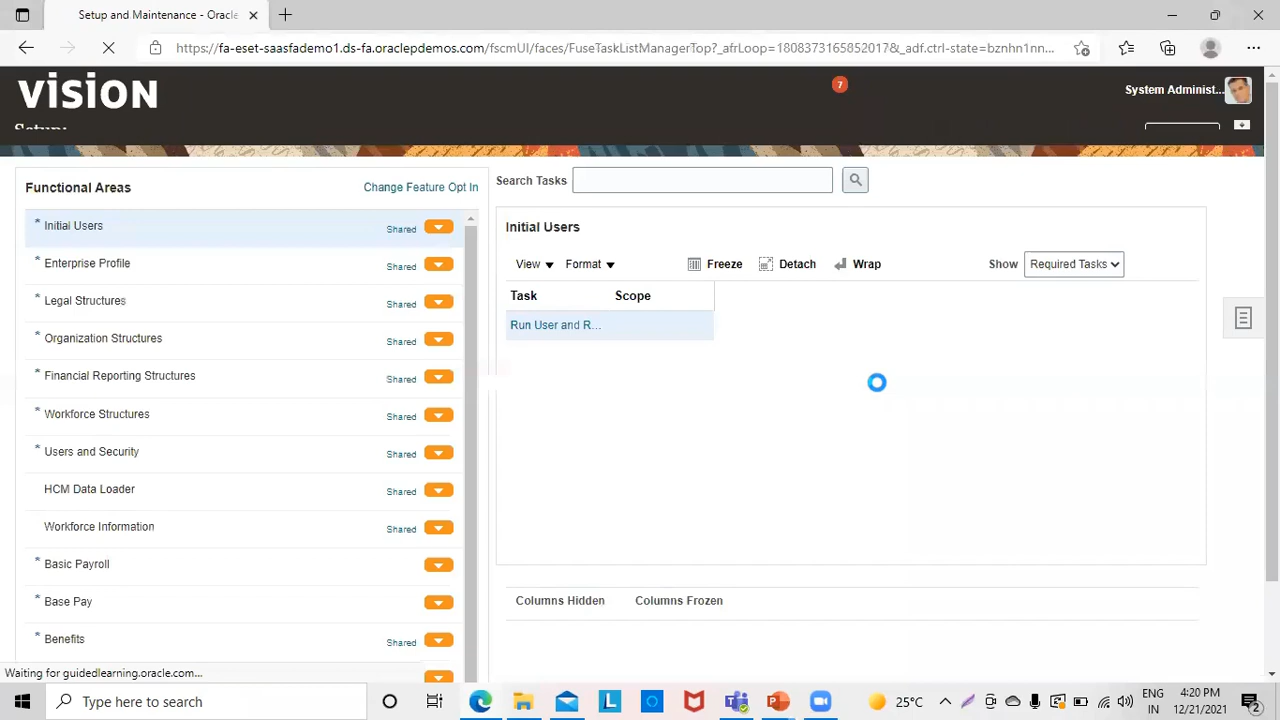 Setup and Maintenance - Oracle
https://fa-eset-saasfademo1.ds-fa.oraclepdemos.com/fscmUI/faces/FuseTaskListManagerTop?_afrLoop=18083731658520178&_adf.ctrl-state=bznhn1nn...
vision
7
System Administ...
Setup:
Functional Areas
Change Feature Opt In
Search Tasks
* Initial Users Shared
* Enterprise Profile Shared
* Legal Structures Shared
* Organization Structures Shared
* Financial Reporting Structures Shared
* Workforce Structures Shared
* Users and Security Shared
HCM Data Loader Shared
Workforce Information Shared
* Basic Payroll
* Base Pay
* Benefits Shared
Initial Users
View Format Freeze Detach Wrap Show Required Tasks
Task Scope
Run User and R...
Columns Hidden Columns Frozen
Waiting for guidedlearning.oracle.com...
Type here to search
25°C
ENG
IN
4:20 PM
12/21/2021
2